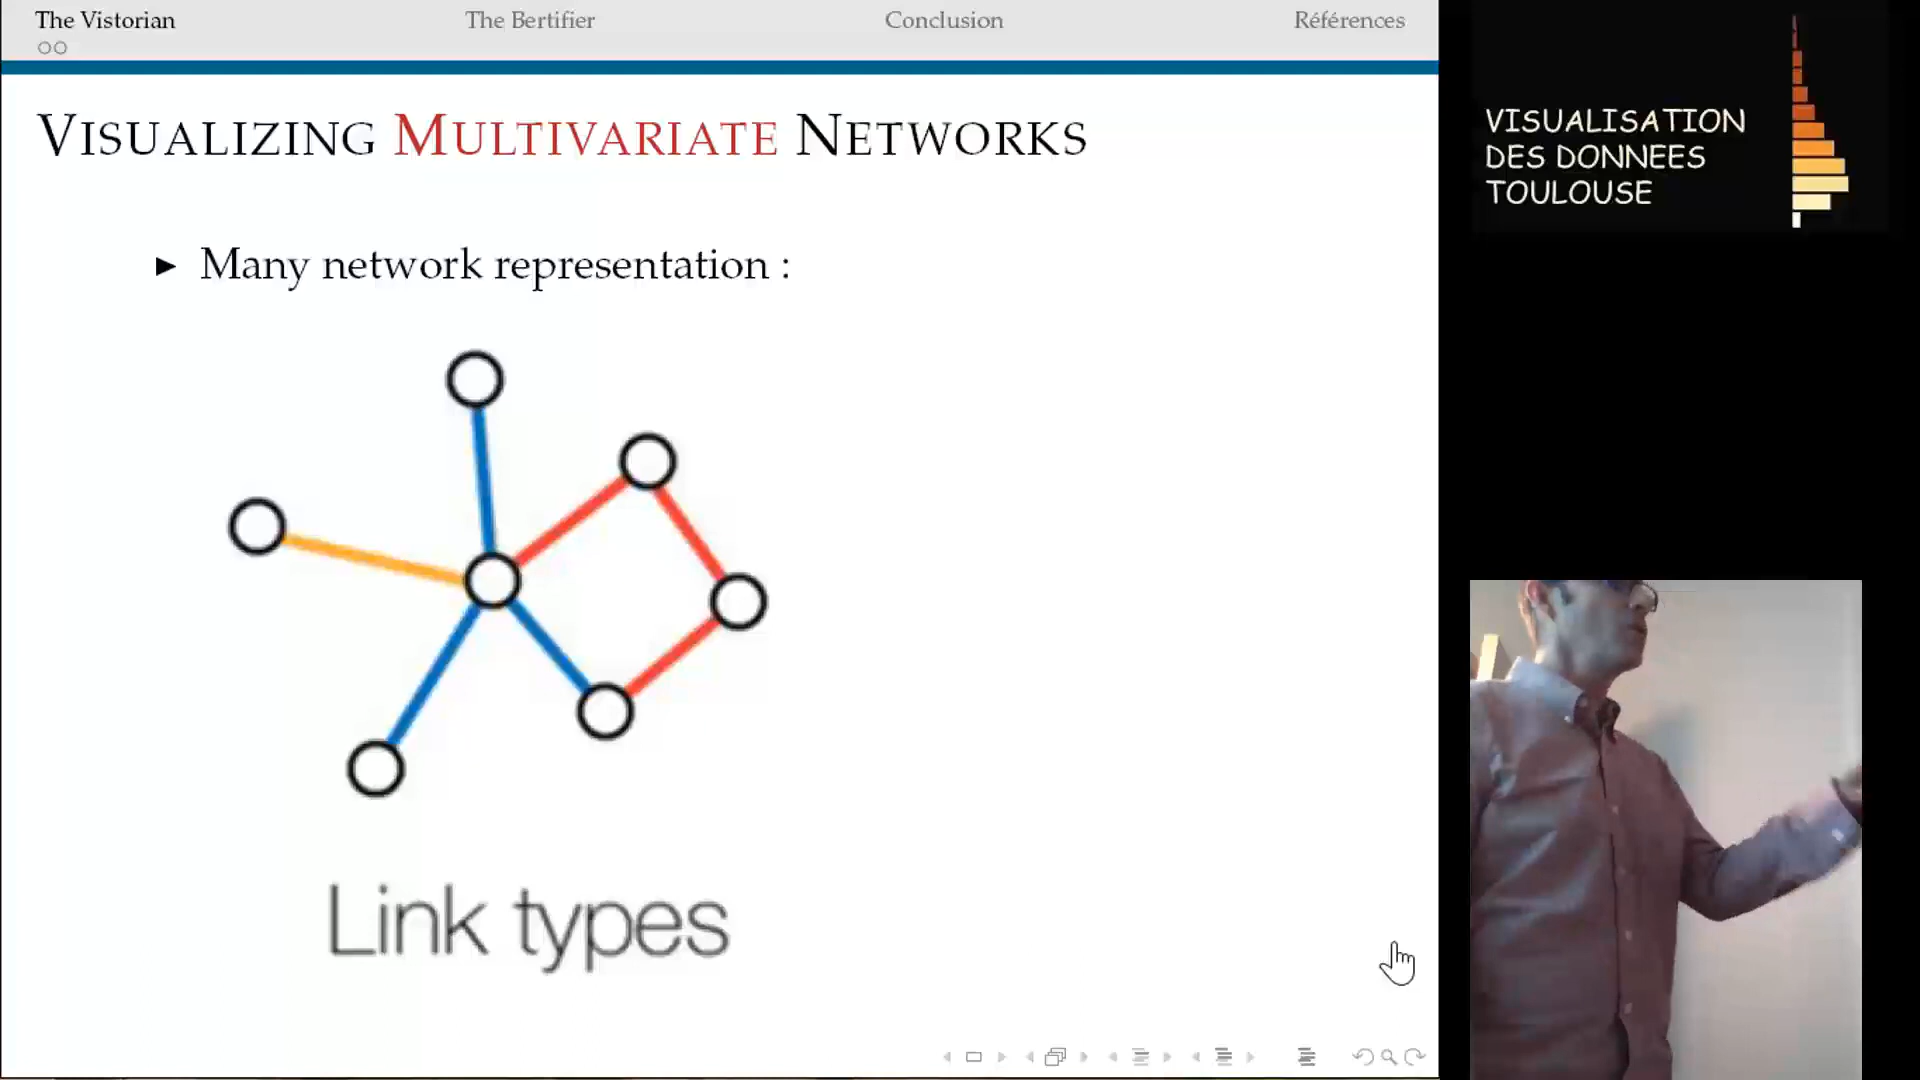 The Vistorian
The Bertifier
Conclusion
Références
VISUALIZING MULTIVARIATE NETWORKS
Many network representation :
Link types
VISUALISATION
DES DONNEES
TOULOUSE